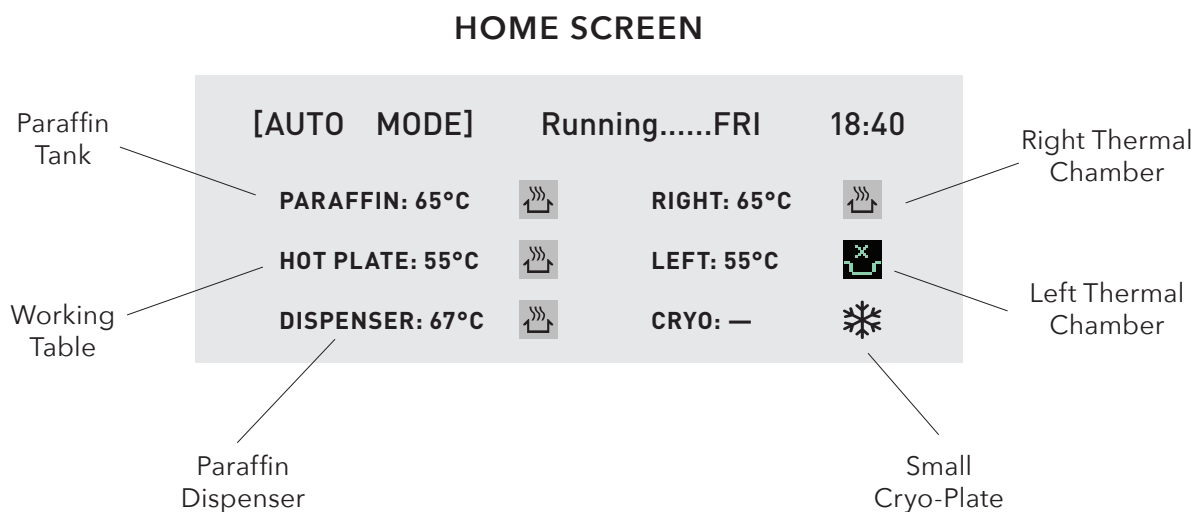 HOME SCREEN
[AUTO MODE] Running......FRI 18:40
Paraffin
Tank
Right Thermal
Chamber
PARAFFIN: 65°C RIGHT: 65°C
HOT PLATE: 55°C LEFT: 55°C
DISPENSER: 67°C CRYO: —
Working
Table
Left Thermal
Chamber
Paraffin
Dispenser
Small
Cryo-Plate